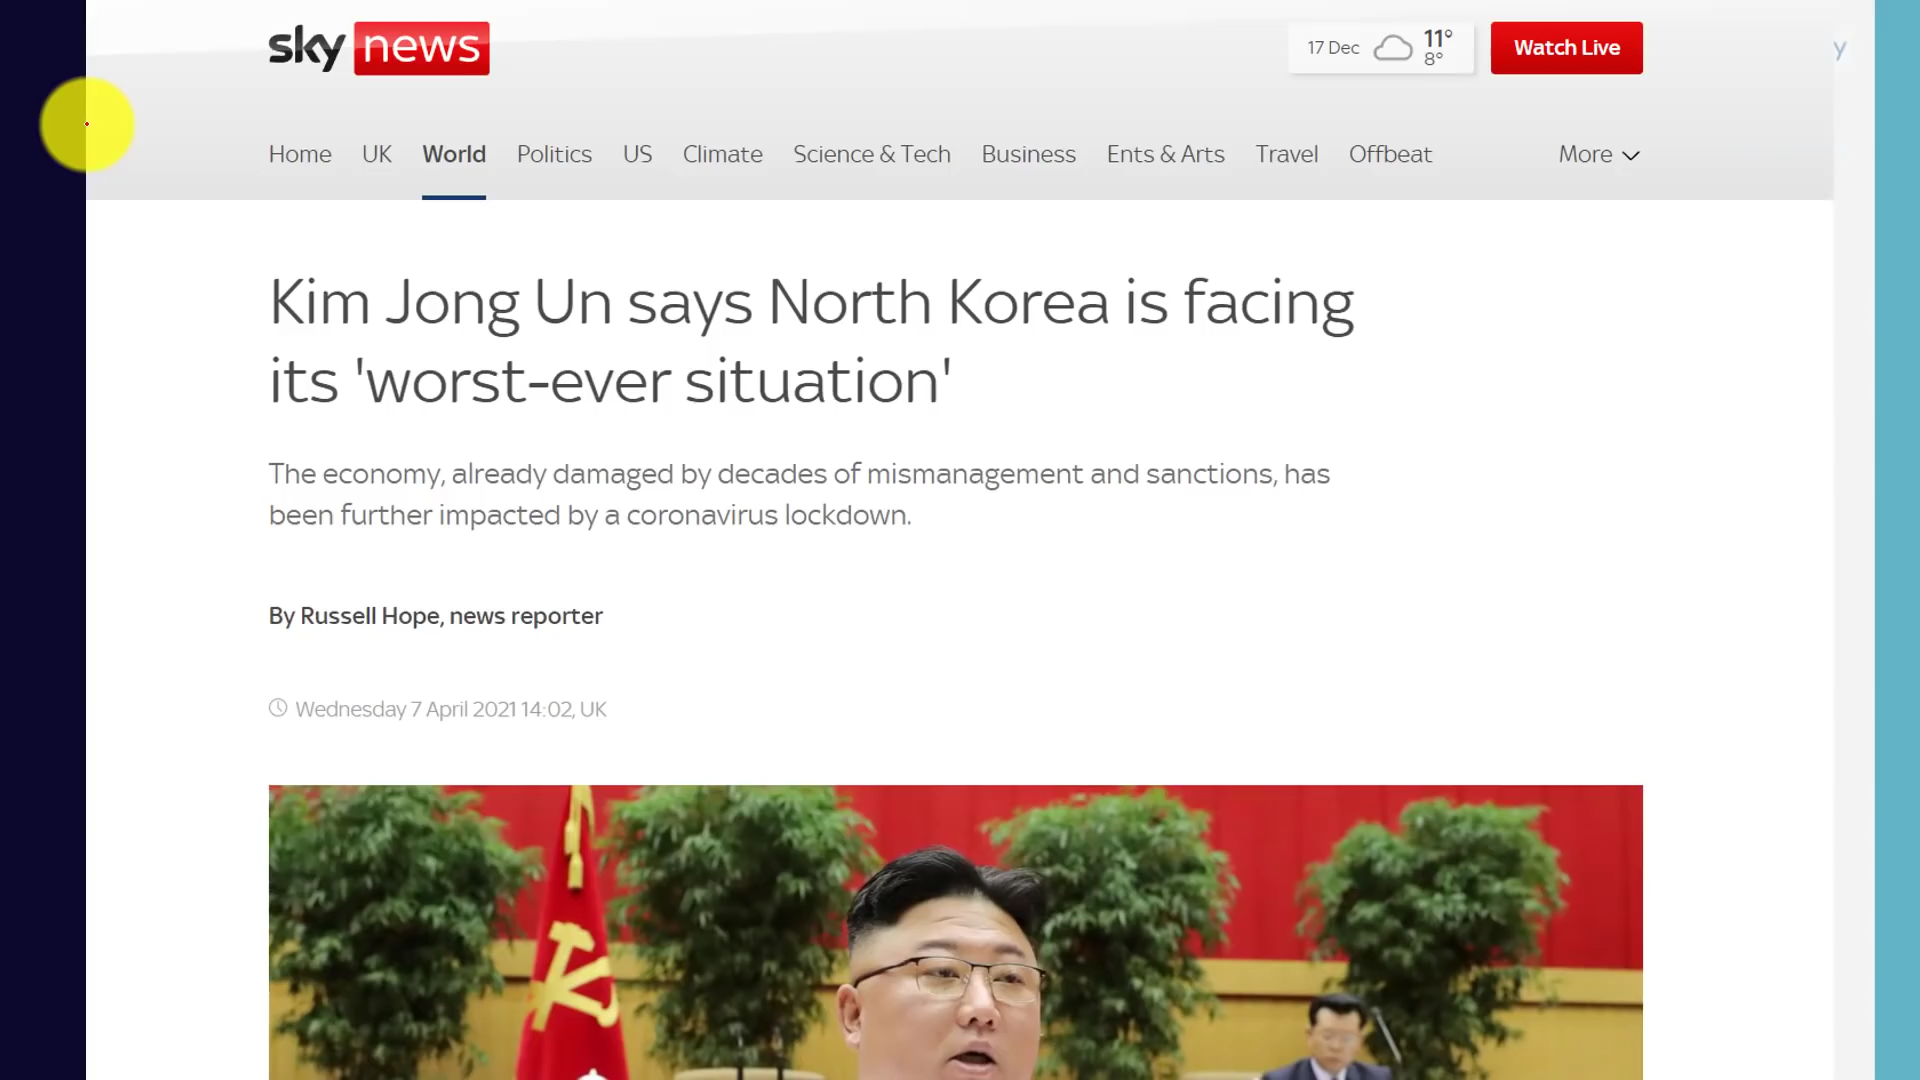 sky news
17 Dec 11° 8° Watch Live
y
Home UK World Politics US Climate Science & Tech Business Ents & Arts Travel Offbeat More
Kim Jong Un says North Korea is facing
its 'worst-ever situation'
The economy, already damaged by decades of mismanagement and sanctions, has
been further impacted by a coronavirus lockdown.
By Russell Hope, news reporter
Wednesday 7 April 2021 14:02, UK